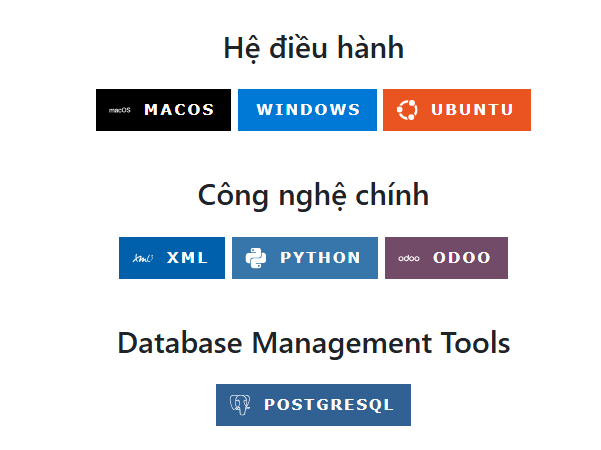 Hệ điều hành
macOS MACOS WINDOWS UBUNTU
Công nghệ chính
XML XML PYTHON odoo ODOO
Database Management Tools
POSTGRESQL